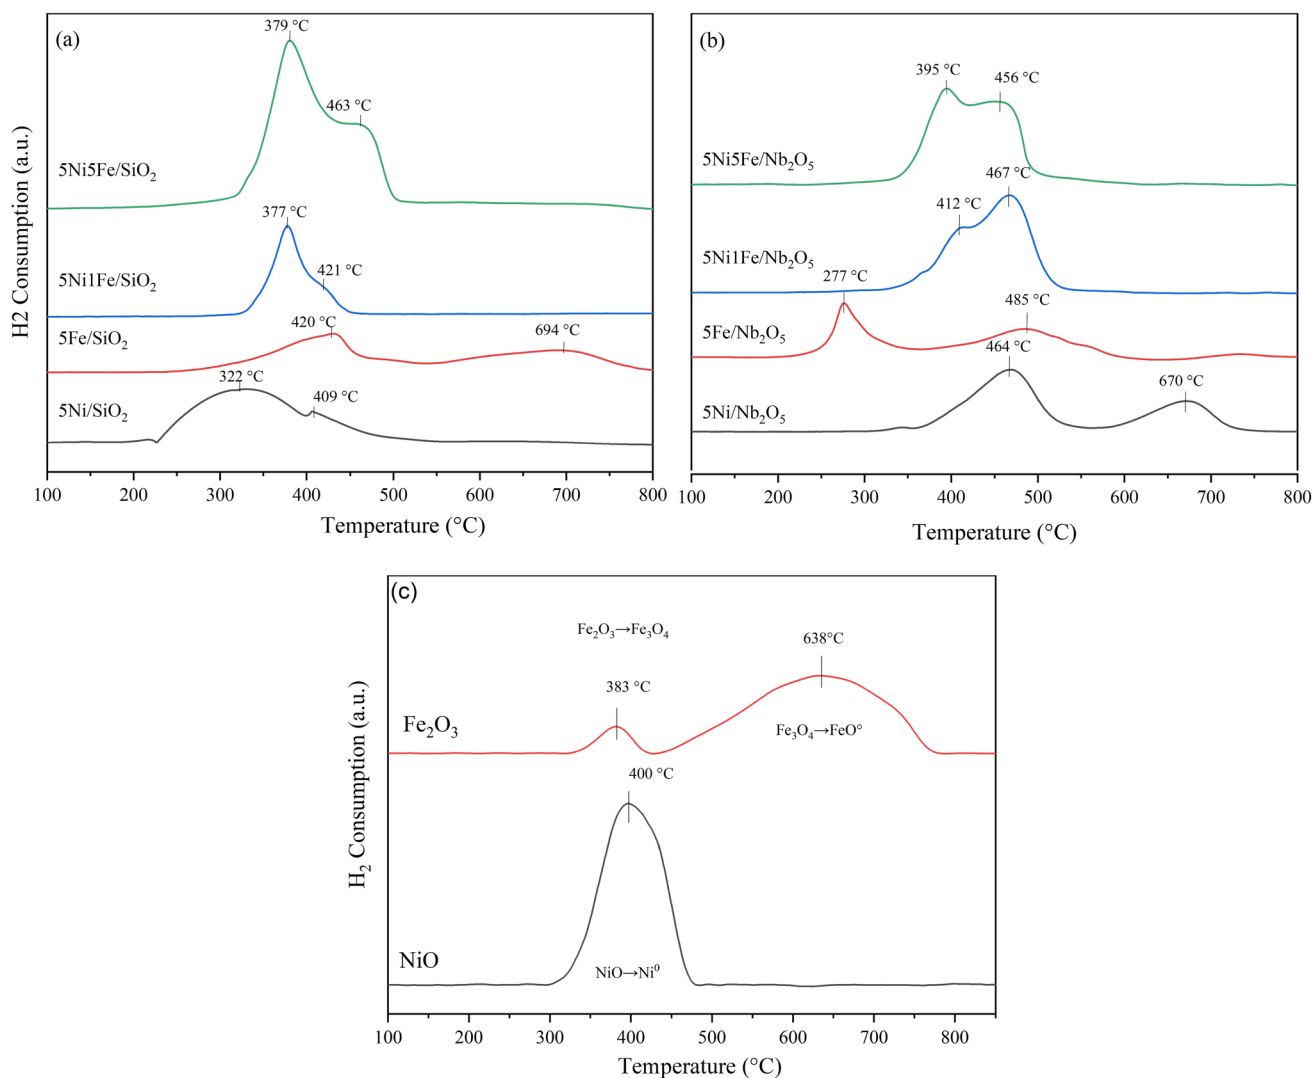 (a)
379 °C
463 °C
5Ni5Fe/SiO₂
377 °C
421 °C
5Ni1Fe/SiO₂
420 °C
694 °C
5Fe/SiO₂
322 °C
409 °C
5Ni/SiO₂
H2 Consumption (a.u.)
100 200 300 400 500 600 700 800
Temperature (°C)
(b)
395 °C
456 °C
5Ni5Fe/Nb₂O₅
467 °C
412 °C
5Ni1Fe/Nb₂O₅
277 °C
485 °C
5Fe/Nb₂O₅
464 °C
670 °C
5Ni/Nb₂O₅
100 200 300 400 500 600 700 800
Temperature (°C)
(c)
Fe₂O₃→Fe₃O₄
638°C
383 °C
Fe₂O₃
Fe₃O₄→FeO°
400 °C
NiO
NiO→Ni⁰
H₂ Consumption (a.u.)
100 200 300 400 500 600 700 800
Temperature (°C)